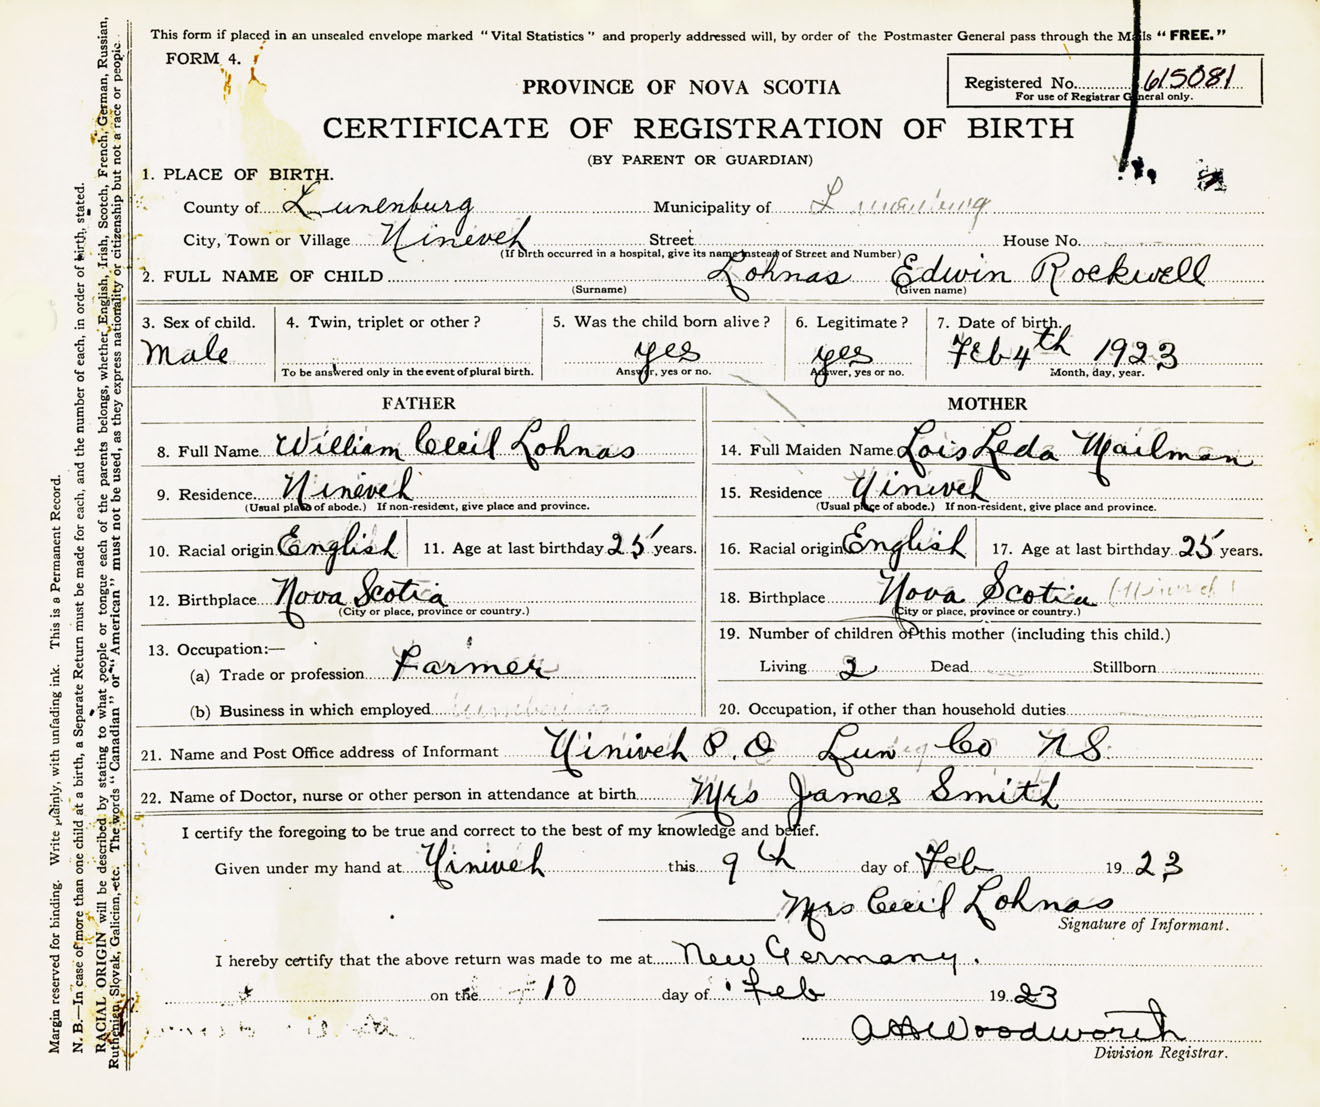 This form if placed in an unsealed envelope marked "Vital Statistics" and properly addressed will, by order of the Postmaster General pass through the Mails "FREE."
FORM 4.
PROVINCE OF NOVA SCOTIA
Registered No. 615081
For use of Registrar General only.
CERTIFICATE OF REGISTRATION OF BIRTH
(BY PARENT OR GUARDIAN)
1. PLACE OF BIRTH.
County of Lunenburg Municipality of Lunenburg
City, Town or Village Nineveh Street House No.
(If birth occurred in a hospital, give its name instead of Street and Number)
2. FULL NAME OF CHILD Lohnas Edwin Rockwell
(Surname) (Given name)
3. Sex of child. 4. Twin, triplet or other? 5. Was the child born alive? 6. Legitimate? 7. Date of birth.
Male yes yes Feb 4th 1923
To be answered only in the event of plural birth. Answer, yes or no. Answer, yes or no. Month, day, year.
FATHER
8. Full Name William Cecil Lohnas
9. Residence Nineveh
(Usual place of abode.) If non-resident, give place and province.
10. Racial origin English 11. Age at last birthday 25 years.
12. Birthplace Nova Scotia
(City or place, province or country.)
13. Occupation:—
(a) Trade or profession Farmer
(b) Business in which employed
MOTHER
14. Full Maiden Name Lois Leda Mailman
15. Residence Niniveh
(Usual place of abode.) If non-resident, give place and province.
16. Racial origin English 17. Age at last birthday 25 years.
18. Birthplace Nova Scotia (Niniveh)
(City or place, province or country.)
19. Number of children of this mother (including this child.)
Living 2 Dead Stillborn
20. Occupation, if other than household duties
21. Name and Post Office address of Informant Niniveh P.O Lun Co N S.
22. Name of Doctor, nurse or other person in attendance at birth Mrs James Smith
I certify the foregoing to be true and correct to the best of my knowledge and belief.
Given under my hand at Niniveh this 9th day of Feb 1923
Mrs Cecil Lohnas
Signature of Informant.
I hereby certify that the above return was made to me at New Germany.
on the 10 day of Feb 1923
A H Woodworth
Division Registrar.
Margin reserved for binding. Write plainly, with unfading ink. This is a Permanent Record.
N. B.—In case of more than one child at a birth, a Separate Return must be made for each, and the number of each, in order of birth, stated.
RACIAL ORIGIN will be described by stating to what people or tongue each of the parents belongs, whether English, Irish, Scotch, French, German, Russian,
Ruthenign, Slovak, Galician, etc. The words "Canadian" or "American" must not be used, as they express nationality or citizenship but not a race or people.